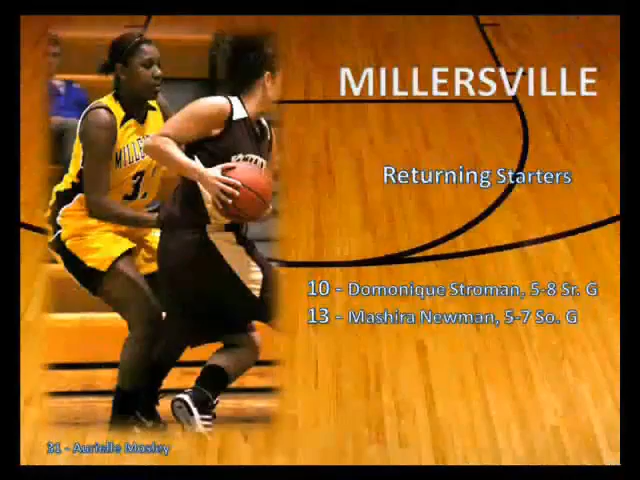 MILLERSVILLE
Returning Starters
10 - Domonique Stroman, 5-8 Sr. G
13 - Mashira Newman, 5-7 So. G
31 - Aurielle Mosley